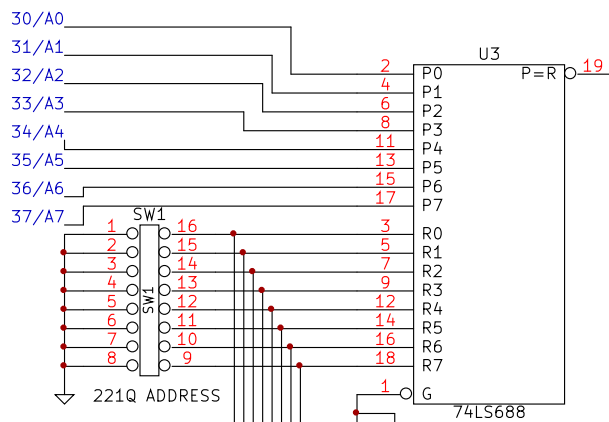 30/A0
31/A1
32/A2
33/A3
34/A4
35/A5
36/A6
37/A7
U3
2 P0 P=R 19
4 P1
6 P2
8 P3
11 P4
13 P5
15 P6
17 P7
SW1
1 16 3 R0
2 15 5 R1
3 14 7 R2
4 13 9 R3
5 12 12 R4
6 11 14 R5
7 10 16 R6
8 9 18 R7
SW1
1 G
221Q ADDRESS
74LS688